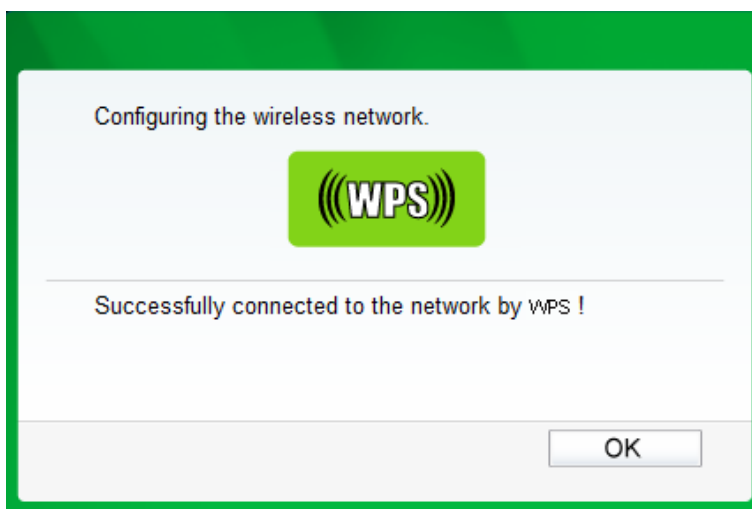 Configuring the wireless network.
(((WPS)))
Successfully connected to the network by WPS !
OK